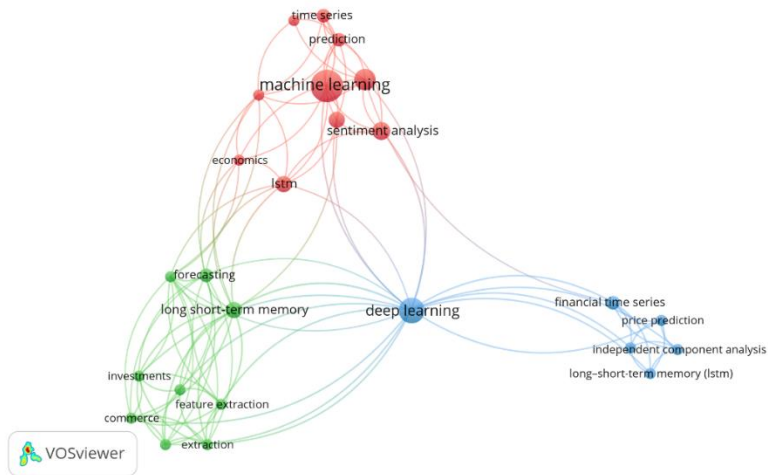 time series
prediction
machine learning
sentiment analysis
economics
lstm
forecasting
long short-term memory
deep learning
financial time series
price prediction
independent component analysis
long–short-term memory (lstm)
investments
feature extraction
commerce
extraction
VOSviewer